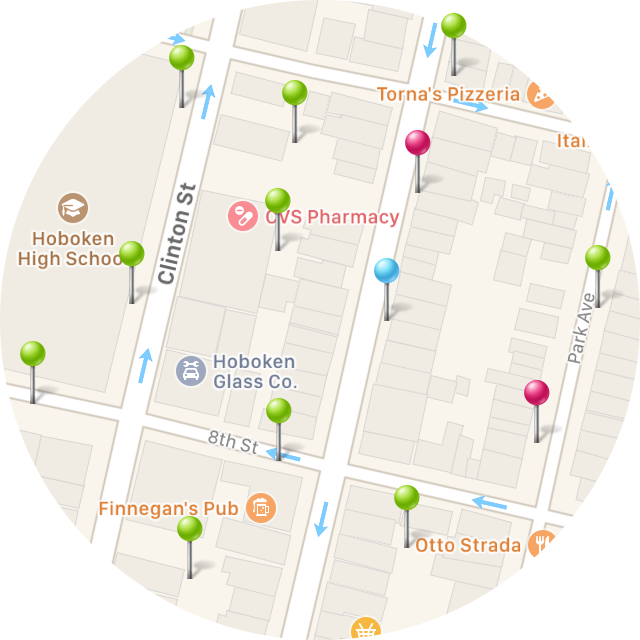 Torna's Pizzeria
Clinton St
CVS Pharmacy
Hoboken
High School
Park Ave
Hoboken
Glass Co.
8th St
Finnegan's Pub
Otto Strada